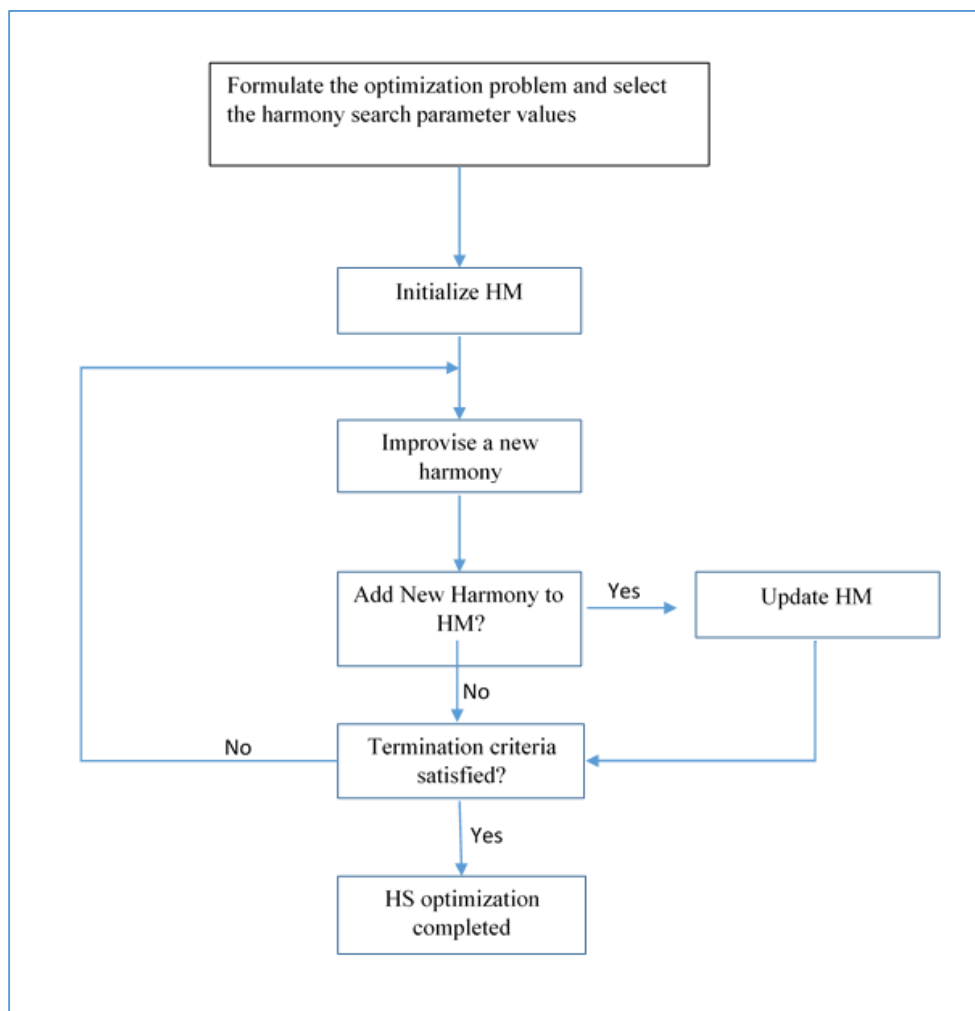 Formulate the optimization problem and select
the harmony search parameter values
Initialize HM
Improvise a new
harmony
Add New Harmony to
HM?
Yes
Update HM
No
No
Termination criteria
satisfied?
Yes
HS optimization
completed